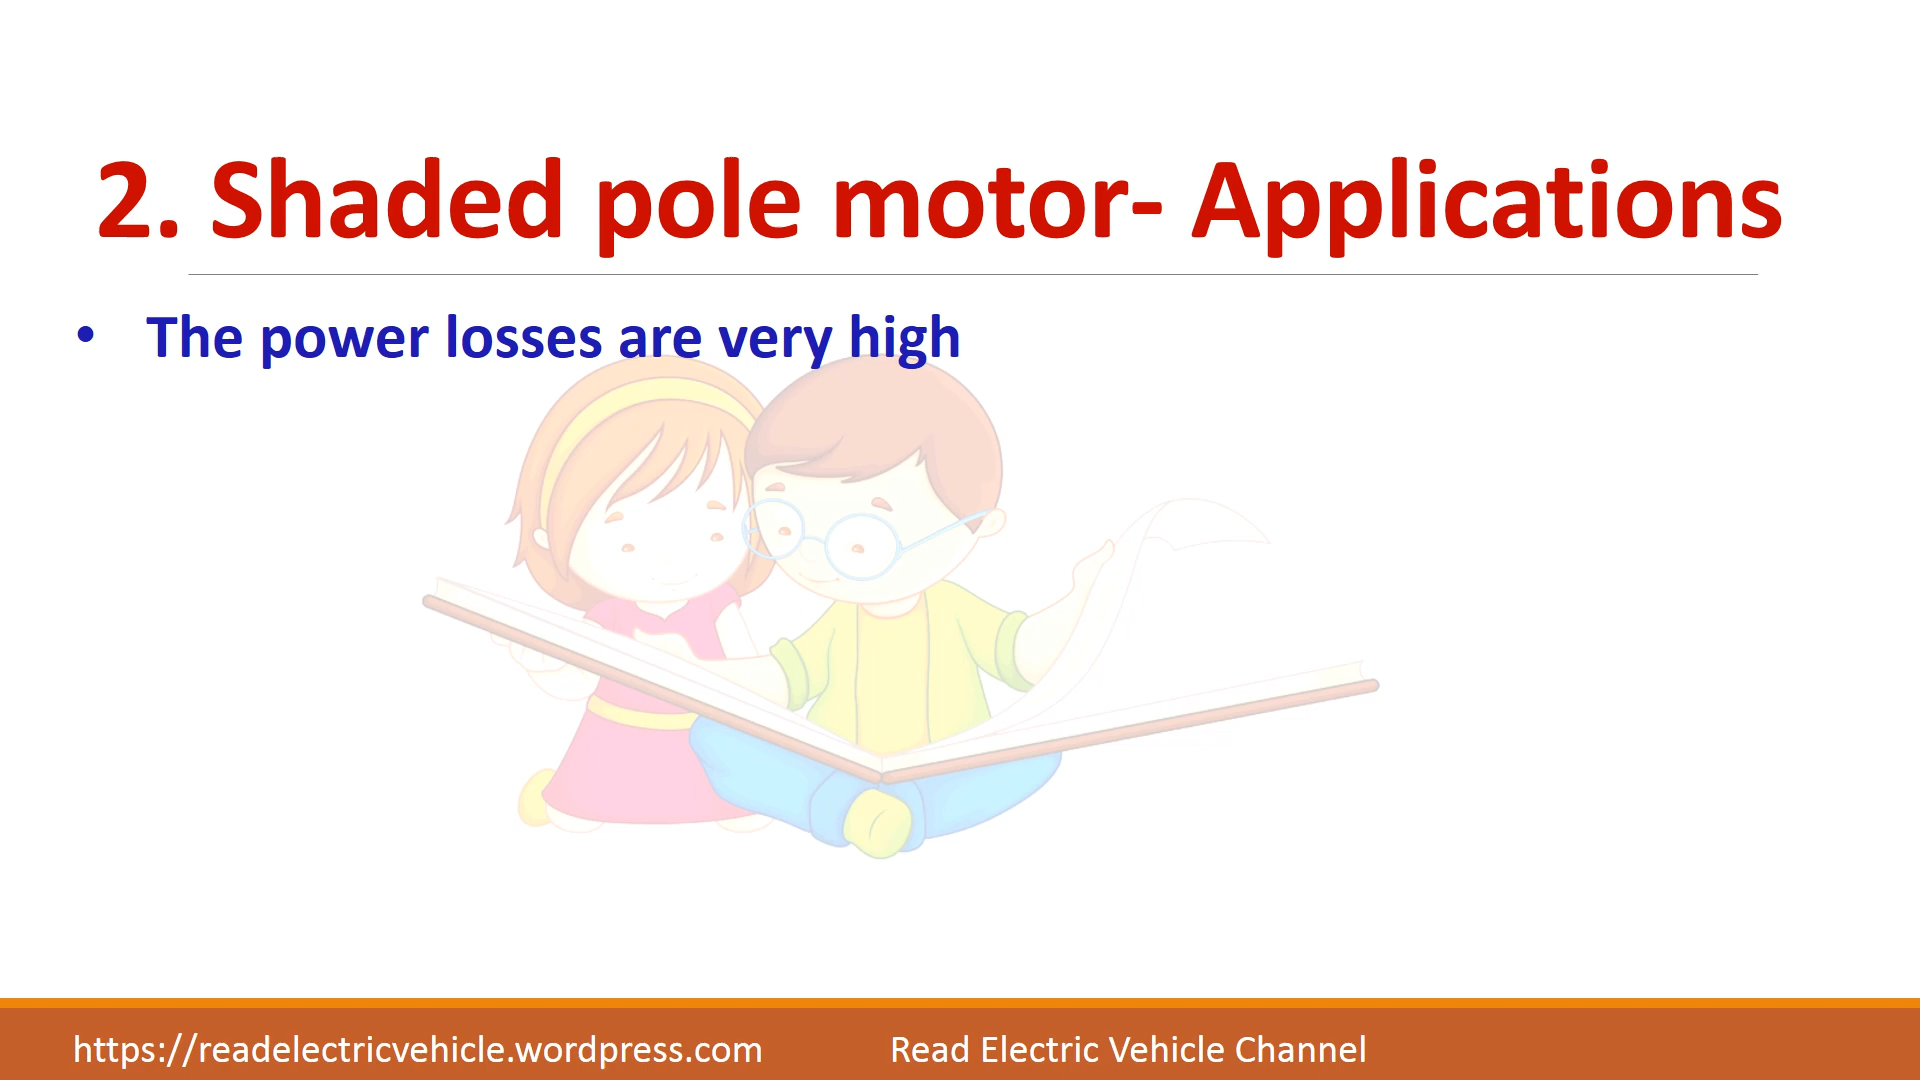 2. Shaded pole motor- Applications
• The power losses are very high
https://readelectricvehicle.wordpress.com Read Electric Vehicle Channel